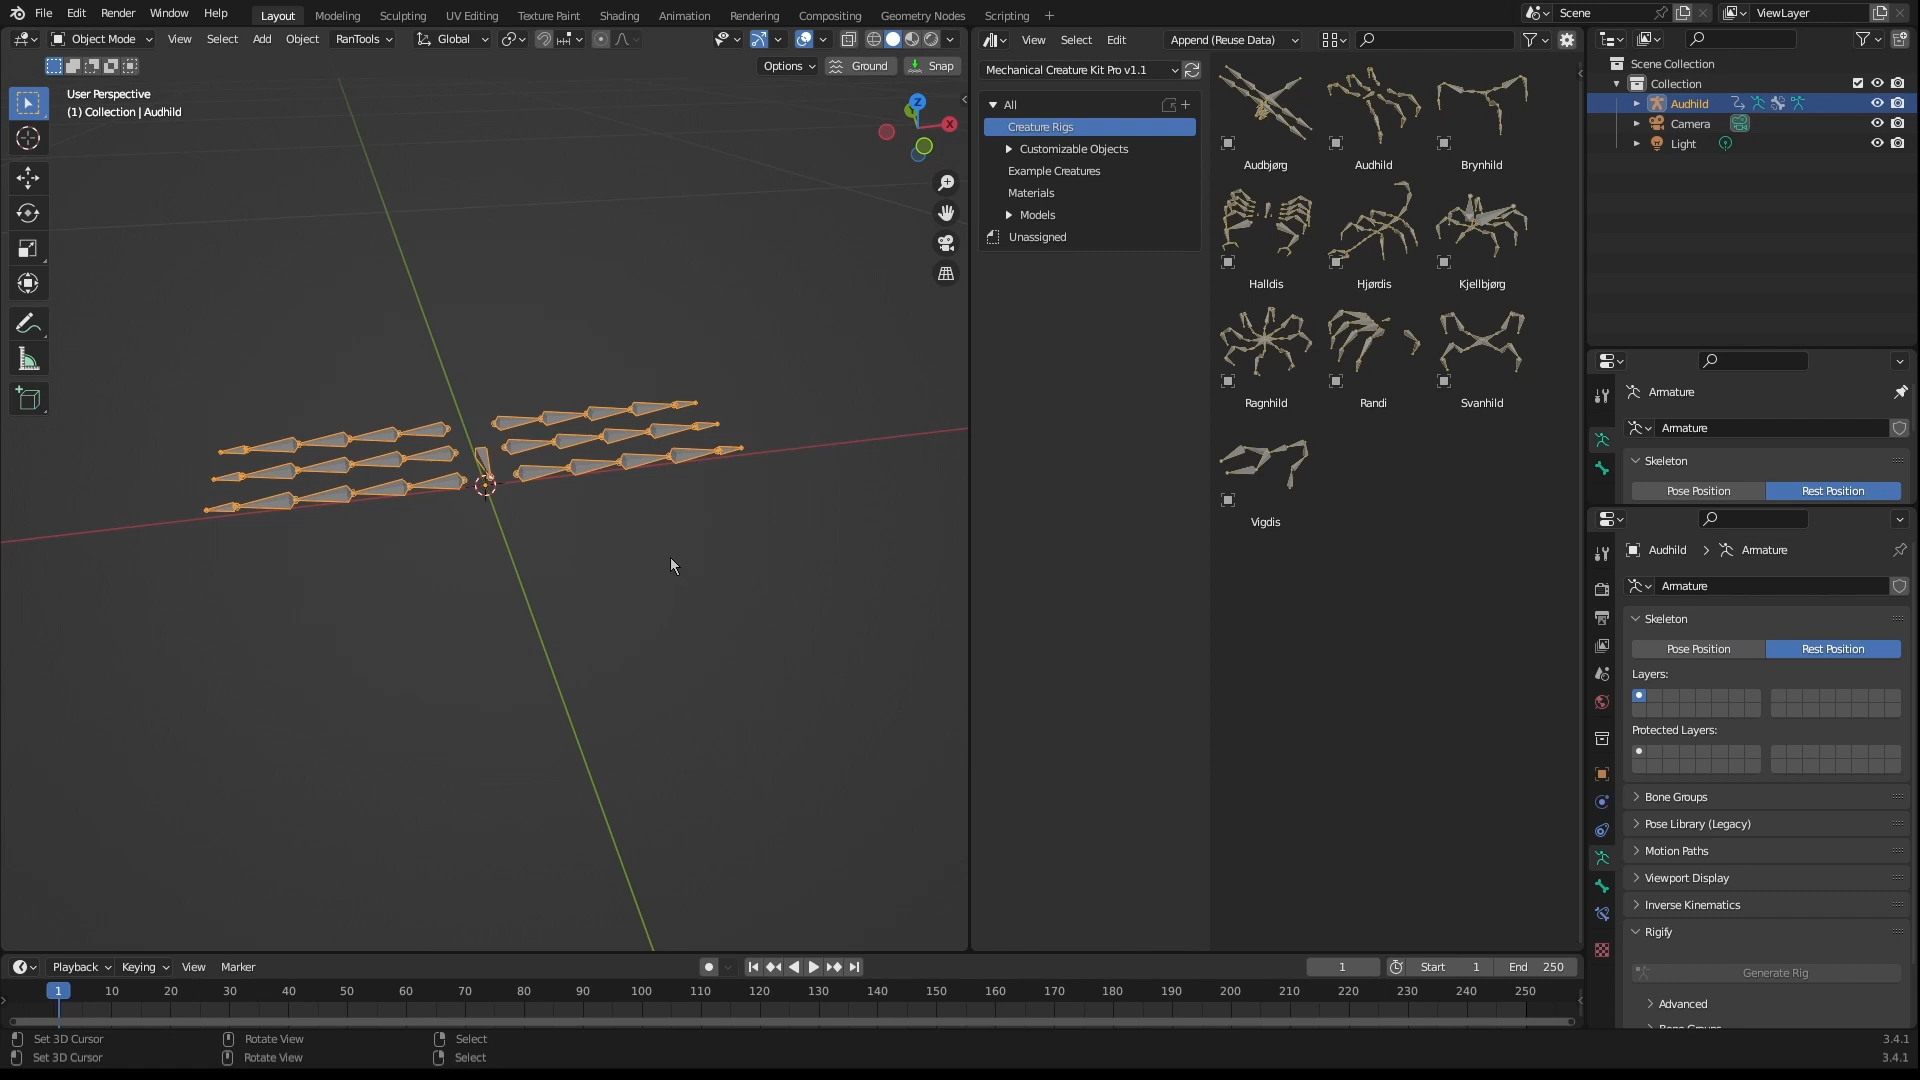 File Edit Render Window Help Layout Modeling Sculpting UV Editing Texture Paint Shading Animation Rendering Compositing Geometry Nodes Scripting + Scene ViewLayer
Object Mode View Select Add Object RanTools Global
Options Ground Snap
User Perspective
(1) Collection | Audhild
Z
X
View Select Edit Append (Reuse Data)
Mechanical Creature Kit Pro v1.1
All
Creature Rigs
Customizable Objects
Example Creatures
Materials
Models
Unassigned
Audbjørg Audhild Brynhild
Halldis Hjørdis Kjellbjørg
Ragnhild Randi Svanhild
Vigdis
Scene Collection
Collection
Audhild
Camera
Light
Armature
Armature
Skeleton
Pose Position Rest Position
Audhild > Armature
Armature
Skeleton
Pose Position Rest Position
Layers:
Protected Layers:
Bone Groups
Pose Library (Legacy)
Motion Paths
Viewport Display
Inverse Kinematics
Rigify
Generate Rig
Advanced
Bone Groups
Playback Keying View Marker 1 Start 1 End 250
1 10 20 30 40 50 60 70 80 90 100 110 120 130 140 150 160 170 180 190 200 210 220 230 240 250
Set 3D Cursor Rotate View Select 3.4.1
Set 3D Cursor Rotate View Select 3.4.1